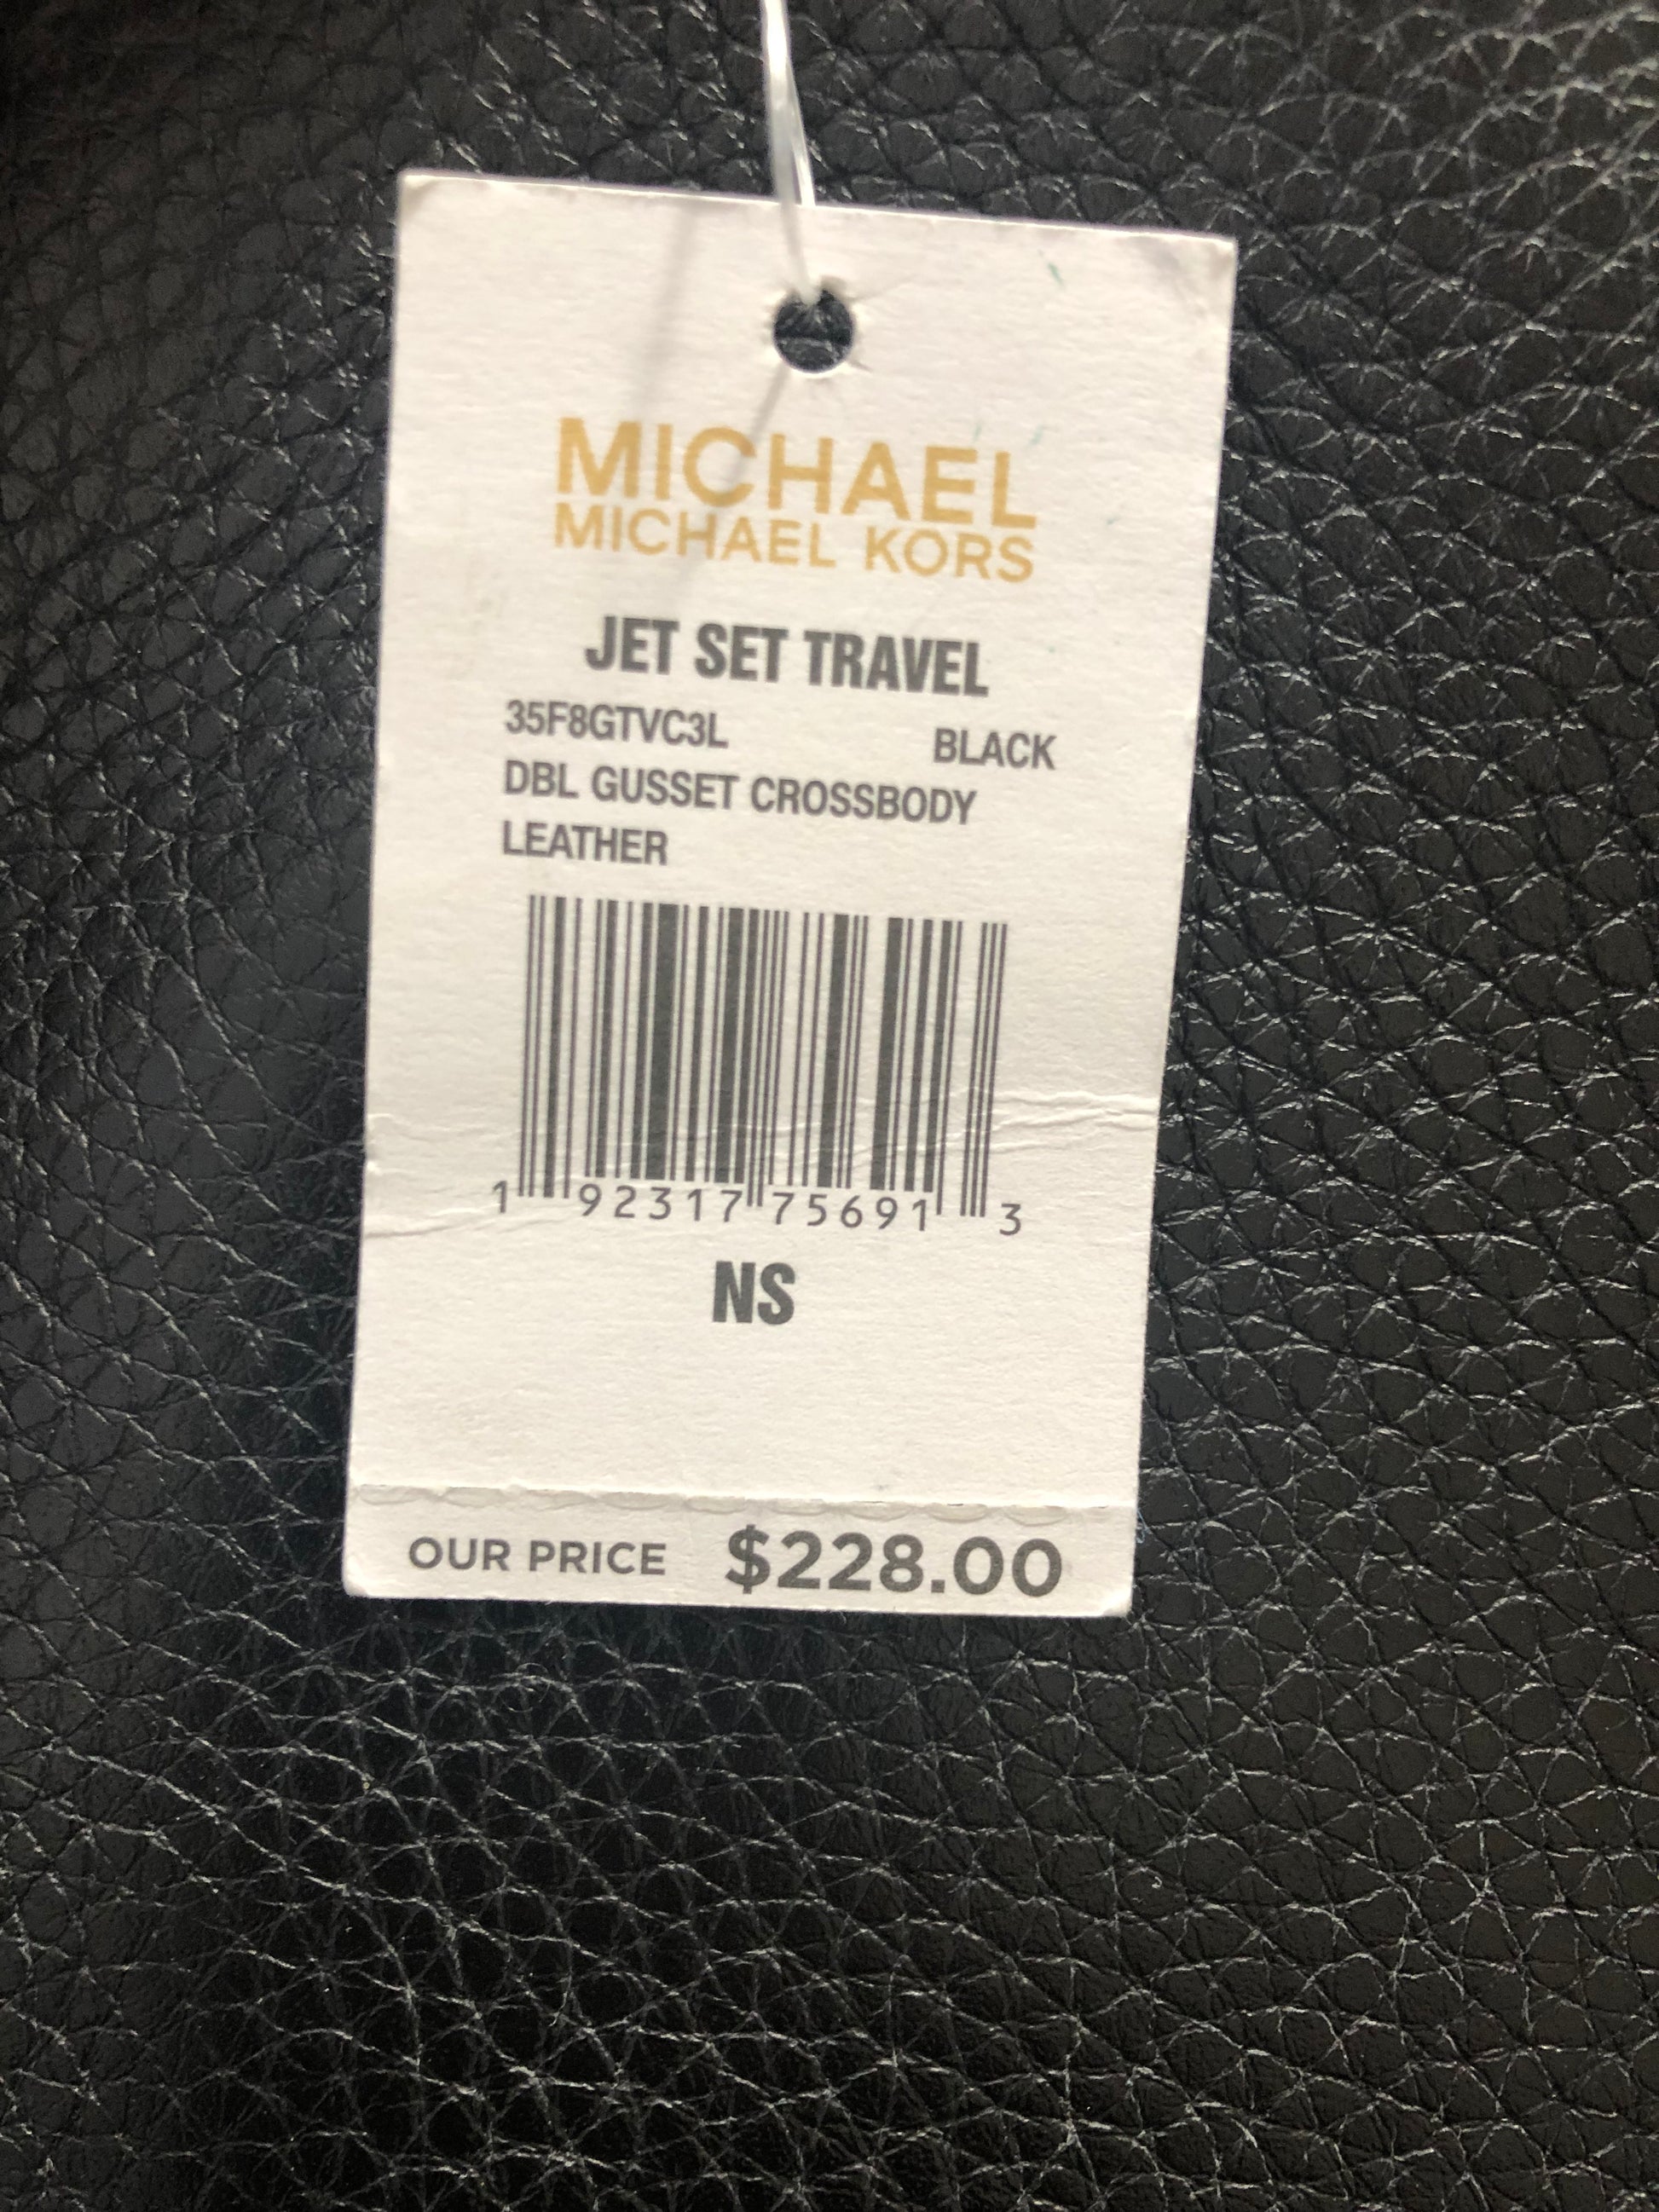 MICHAEL
MICHAEL KORS
JET SET TRAVEL
35F8GTVC3L BLACK
DBL GUSSET CROSSBODY
LEATHER
1 92317 75691 3
NS
OUR PRICE $228.00